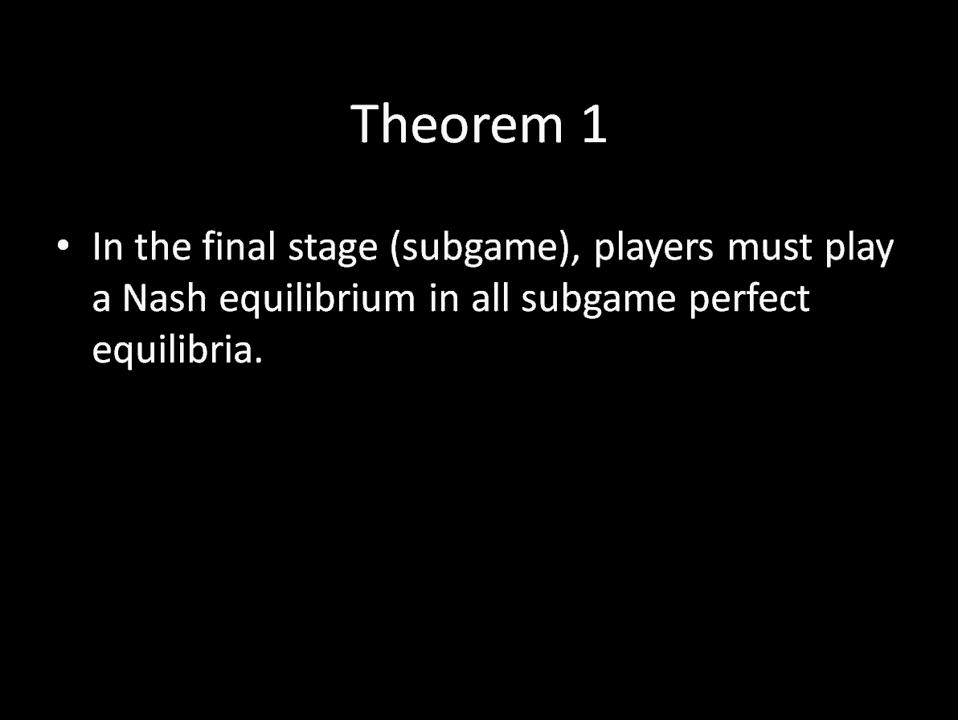 Theorem 1
• In the final stage (subgame), players must play
a Nash equilibrium in all subgame perfect
equilibria.